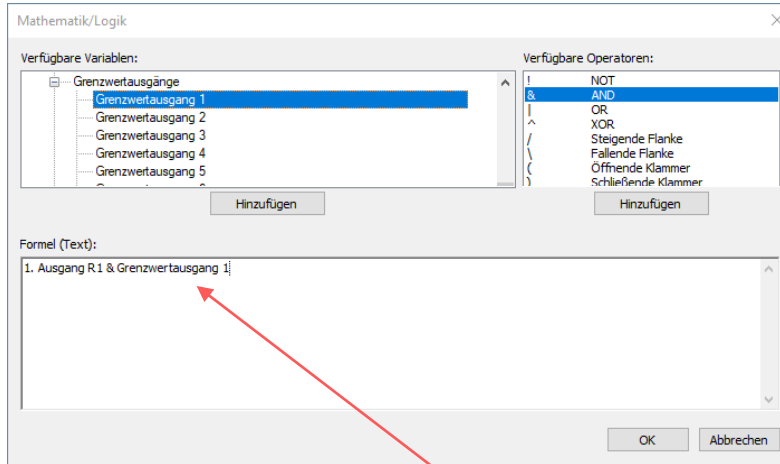 Mathematik/Logik
Verfügbare Variablen:
Verfügbare Operatoren:
Grenzwertausgänge
Grenzwertausgang 1
Grenzwertausgang 2
Grenzwertausgang 3
Grenzwertausgang 4
Grenzwertausgang 5
! NOT
& AND
| OR
^ XOR
/ Steigende Flanke
\ Fallende Flanke
( Öffnende Klammer
) Schließende Klammer
Hinzufügen
Hinzufügen
Formel (Text):
1. Ausgang R1 & Grenzwertausgang 1
OK
Abbrechen